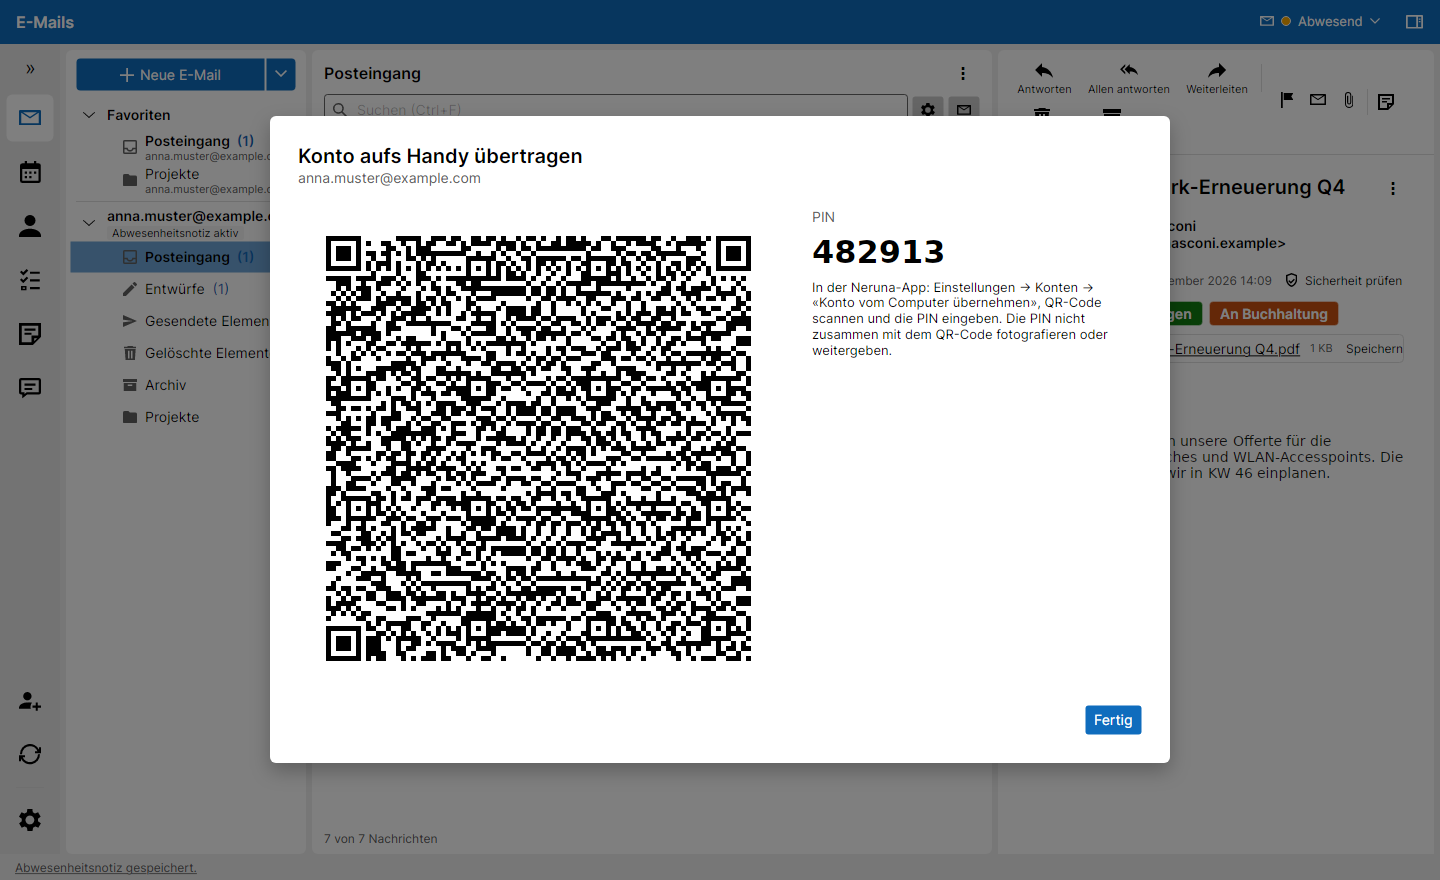 E-Mails
Abwesend
Neue E-Mail
Favoriten
Posteingang (1)
anna.muster@example.c
Projekte
anna.muster@example.c
anna.muster@example.
Abwesenheitsnotiz aktiv
Posteingang (1)
Entwürfe (1)
Gesendete Elemen
Gelöschte Element
Archiv
Projekte
Posteingang
Suchen (Ctrl+F)
7 von 7 Nachrichten
Antworten
Allen antworten
Weiterleiten
rk-Erneuerung Q4
coni
asconi.example>
ember 2026 14:09
Sicherheit prüfen
gen
An Buchhaltung
-Erneuerung Q4.pdf 1 KB Speichern
n unsere Offerte für die
ches und WLAN-Accesspoints. Die
wir in KW 46 einplanen.
Konto aufs Handy übertragen
anna.muster@example.com
PIN
482913
In der Neruna-App: Einstellungen → Konten →
«Konto vom Computer übernehmen», QR-Code
scannen und die PIN eingeben. Die PIN nicht
zusammen mit dem QR-Code fotografieren oder
weitergeben.
Fertig
Abwesenheitsnotiz gespeichert.